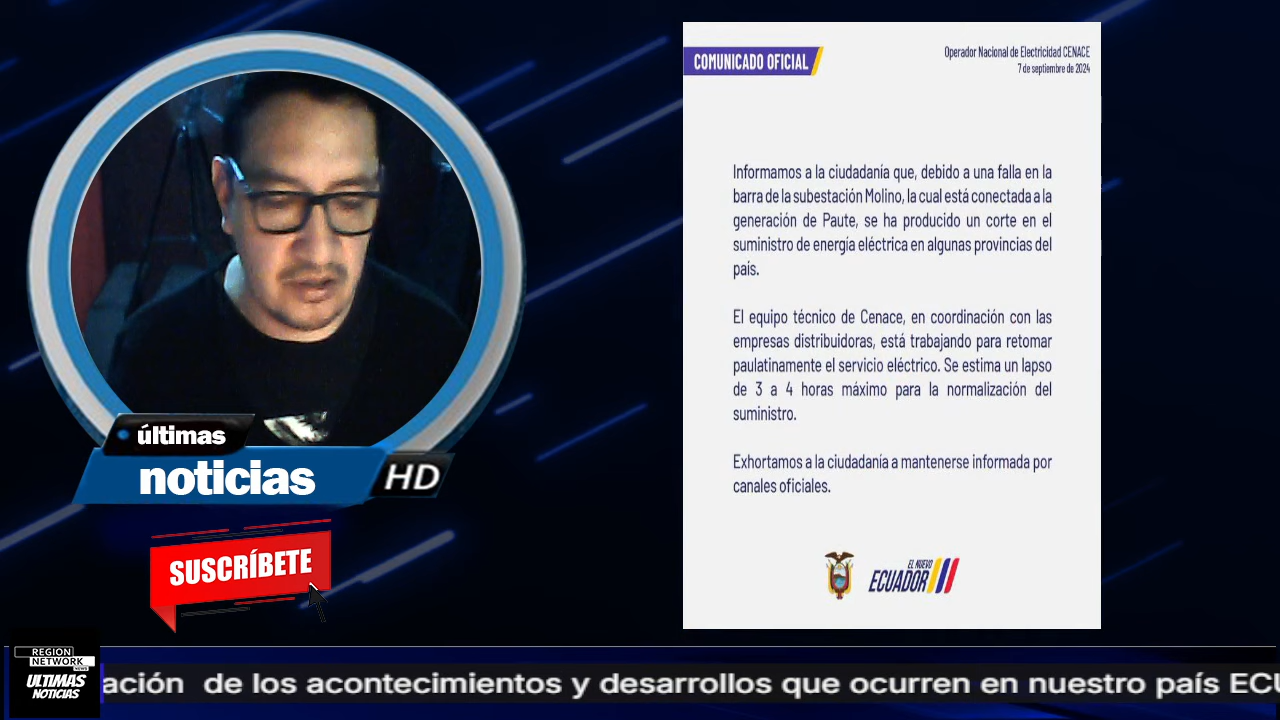 COMUNICADO OFICIAL
Operador Nacional de Electricidad CENACE
7 de septiembre de 2024
Informamos a la ciudadanía que, debido a una falla en la
barra de la subestación Molino, la cual está conectada a la
generación de Paute, se ha producido un corte en el
suministro de energía eléctrica en algunas provincias del
país.
El equipo técnico de Cenace, en coordinación con las
empresas distribuidoras, está trabajando para retomar
paulatinamente el servicio eléctrico. Se estima un lapso
de 3 a 4 horas máximo para la normalización del
suministro.
Exhortamos a la ciudadanía a mantenerse informada por
canales oficiales.
EL NUEVO
ECUADOR
últimas
noticias HD
SUSCRÍBETE
REGION
NETWORK
NEWS
ULTIMAS
NOTICIAS
ación de los acontecimientos y desarrollos que ocurren en nuestro país ECU